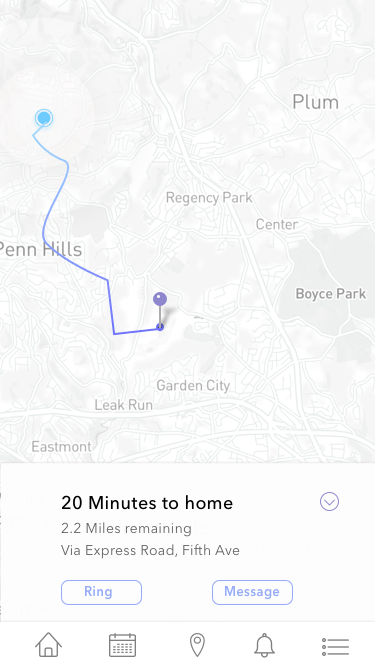 Plum
Regency Park
Center
Penn Hills
Boyce Park
Garden City
Leak Run
Eastmont
20 Minutes to home
2.2 Miles remaining
Via Express Road, Fifth Ave
Ring
Message